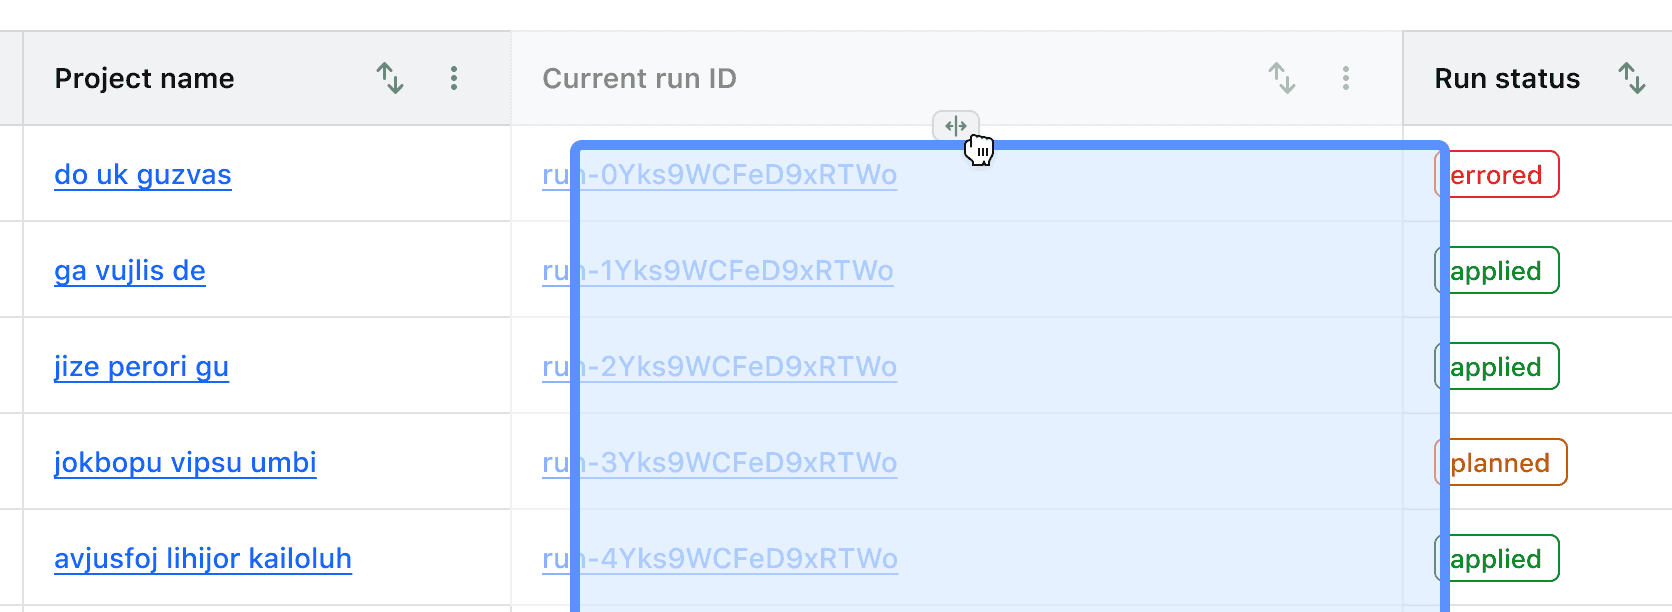 Project name Current run ID Run status
do uk guzvas run-0Yks9WCFeD9xRTWo errored
ga vujlis de run-1Yks9WCFeD9xRTWo applied
jize perori gu run-2Yks9WCFeD9xRTWo applied
jokbopu vipsu umbi run-3Yks9WCFeD9xRTWo planned
avjusfoj lihijor kailoluh run-4Yks9WCFeD9xRTWo applied